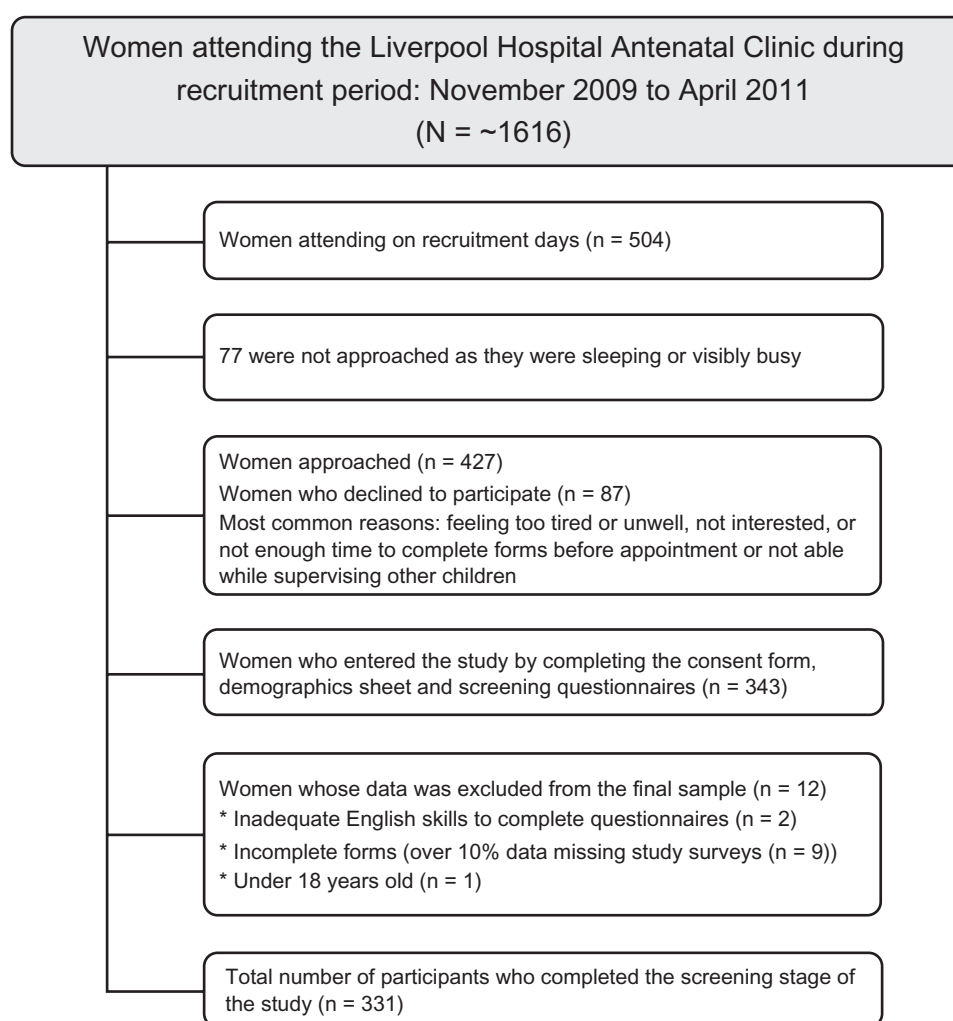 Women attending the Liverpool Hospital Antenatal Clinic during
recruitment period: November 2009 to April 2011
(N = ~1616)
Women attending on recruitment days (n = 504)
77 were not approached as they were sleeping or visibly busy
Women approached (n = 427)
Women who declined to participate (n = 87)
Most common reasons: feeling too tired or unwell, not interested, or
not enough time to complete forms before appointment or not able
while supervising other children
Women who entered the study by completing the consent form,
demographics sheet and screening questionnaires (n = 343)
Women whose data was excluded from the final sample (n = 12)
* Inadequate English skills to complete questionnaires (n = 2)
* Incomplete forms (over 10% data missing study surveys (n = 9))
* Under 18 years old (n = 1)
Total number of participants who completed the screening stage of
the study (n = 331)